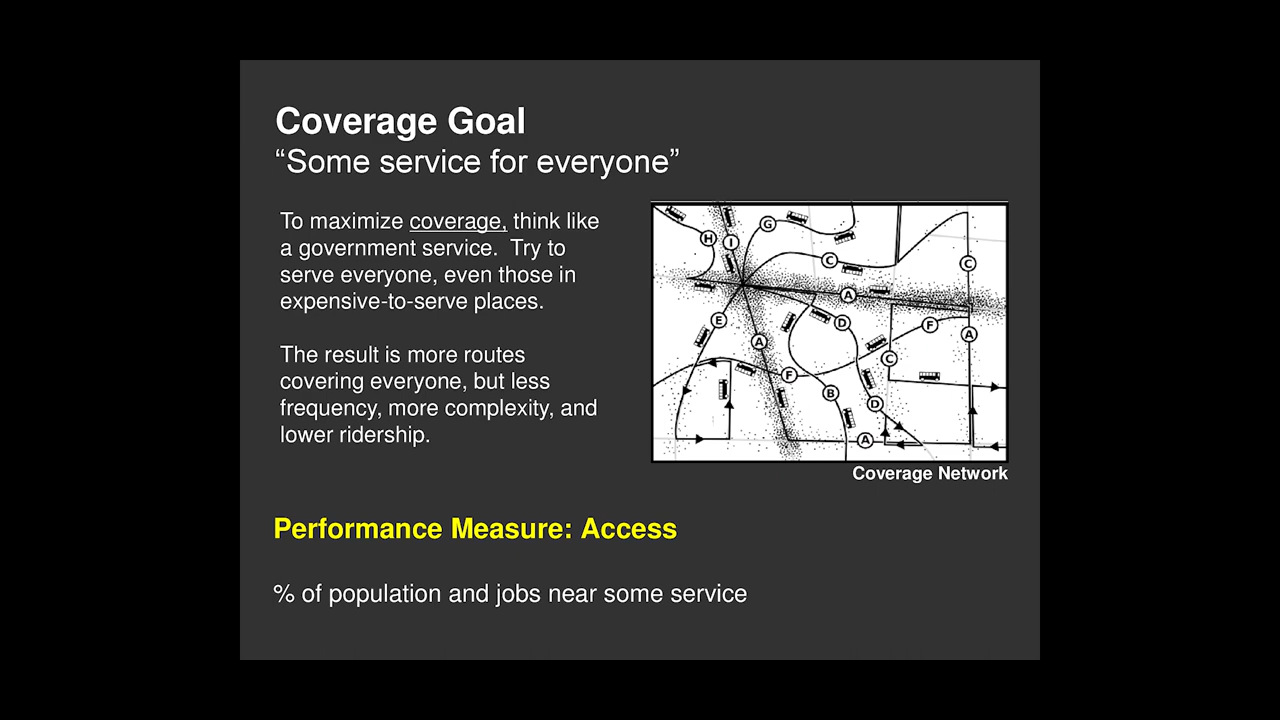 Coverage Goal
“Some service for everyone”
To maximize coverage, think like
a government service.  Try to
serve everyone, even those in
expensive-to-serve places.
The result is more routes
covering everyone, but less
frequency, more complexity, and
lower ridership.
H
I
G
C
C
A
E
D
F
A
A
C
F
B
D
A
Coverage Network
Performance Measure: Access
% of population and jobs near some service